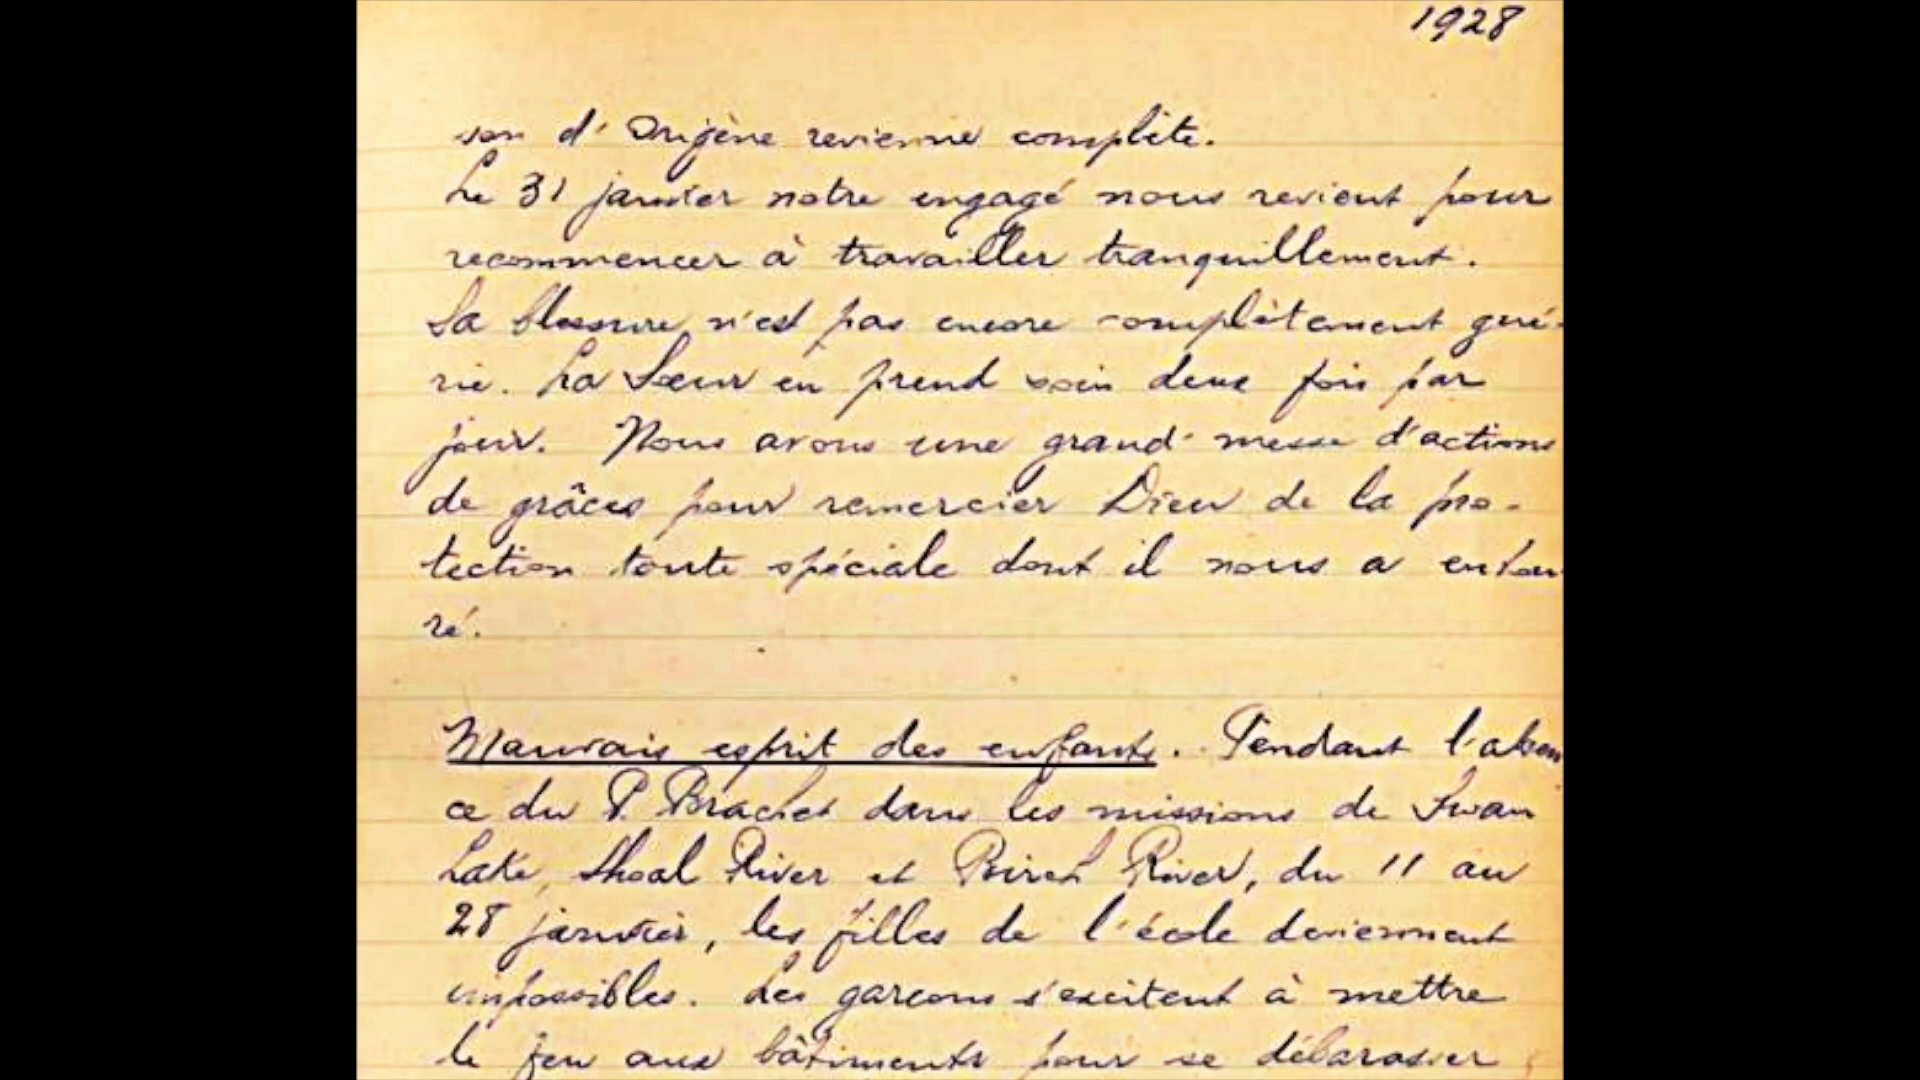 1928
son d'Origène revienne complète.
Le 31 janvier notre engagé nous revient pour
recommencer à travailler tranquillement.
Sa blessure n'est pas encore complètement gué-
rie. La Sœur en prend soin deux fois par
jour. Nous avons une grand-messe d'actions
de grâces pour remercier Dieu de la pro-
tection toute spéciale dont il nous a entou
ré.
Mauvais esprit des enfants. Pendant l'absen
ce du P. Brachet dans les missions de Swan
Lake, Shoal River et Birch River, du 11 au
28 janvier, les filles de l'école deviennent
impossibles. Les garcons s'excitent à mettre
le feu aux bâtiments pour se débarasser